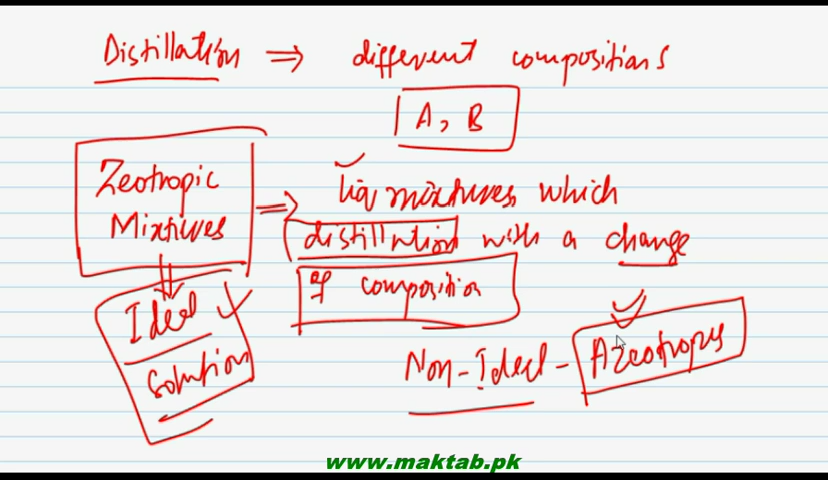 Distillation ⇒ different compositions
A, B
Zeotropic Mixtures ⇒ liq mixtures which
distillation with a change
of composition
Ideal
Solution
Non-Ideal - Azeotropes
www.maktab.pk